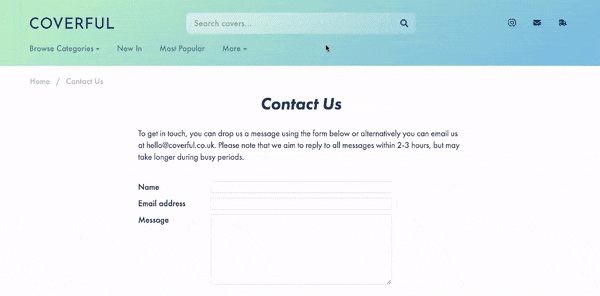 COVERFUL
Search covers...
Browse Categories
New In
Most Popular
More
Home / Contact Us
Contact Us
To get in touch, you can drop us a message using the form below or alternatively you can email us
at hello@coverful.co.uk. Please note that we aim to reply to all messages within 2-3 hours, but may
take longer during busy periods.
Name
Email address
Message